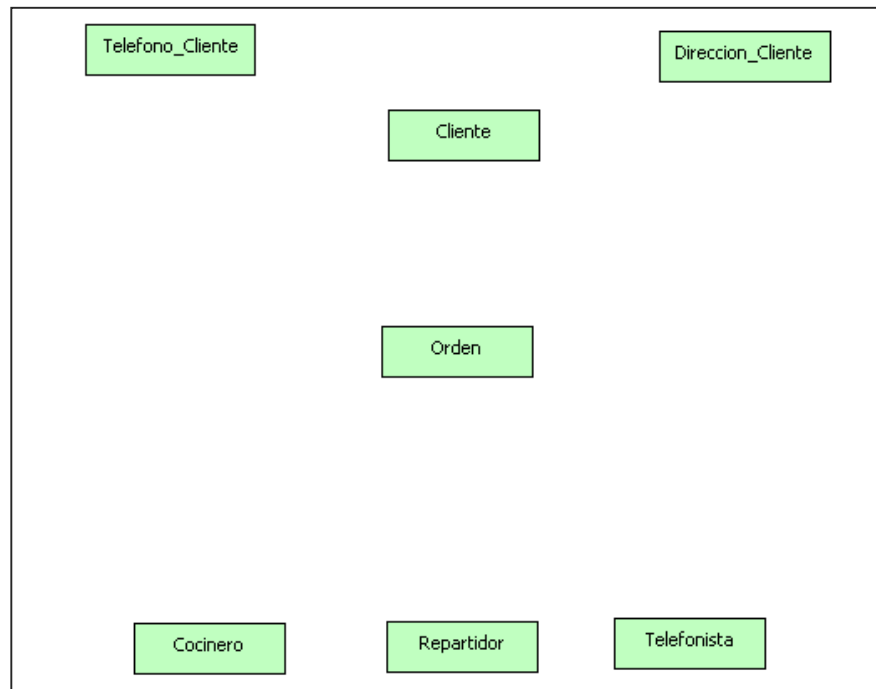 Telefono_Cliente
Direccion_Cliente
Cliente
Orden
Cocinero
Repartidor
Telefonista